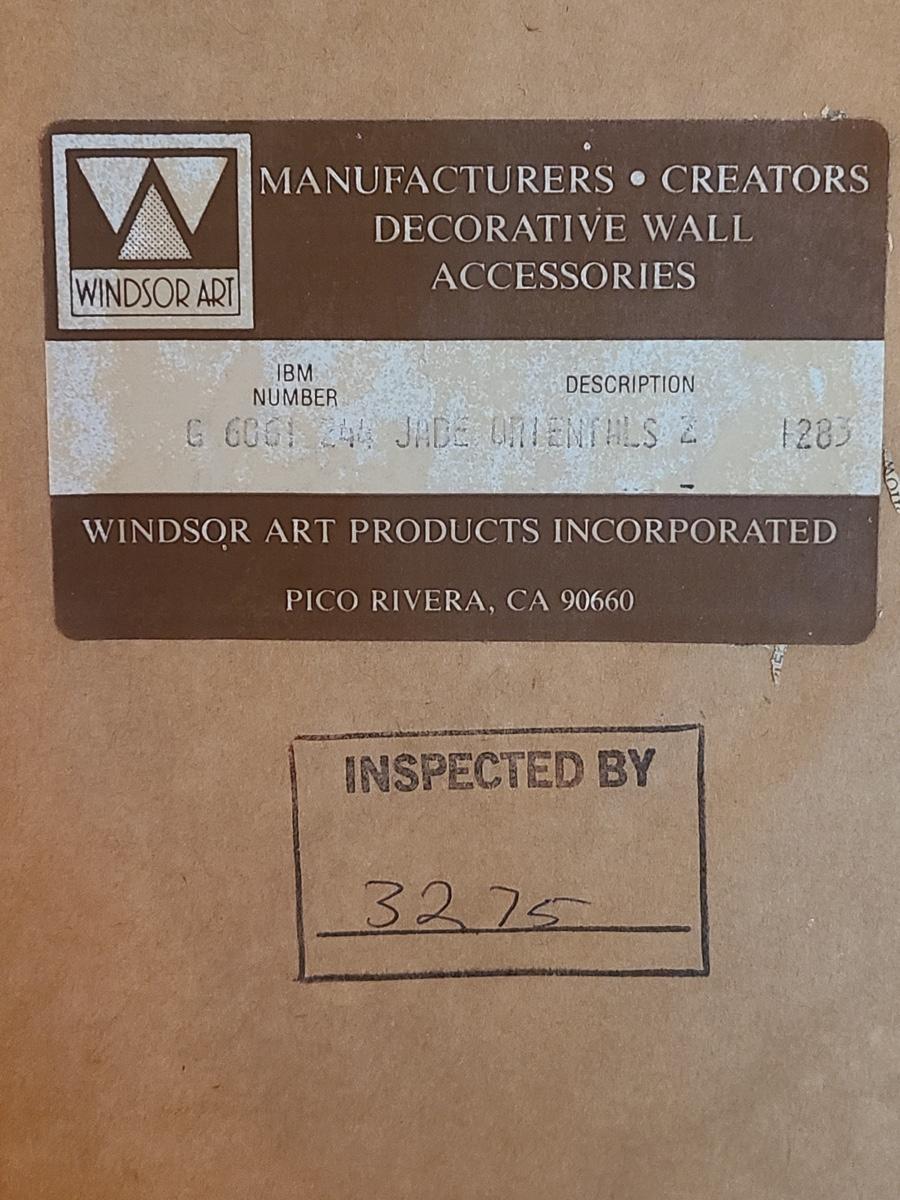 MANUFACTURERS • CREATORS
DECORATIVE WALL
ACCESSORIES
WINDSOR ART
IBM
NUMBER
DESCRIPTION
G 6061 244 JADE ORIENTALS 2 1283
WINDSOR ART PRODUCTS INCORPORATED
PICO RIVERA, CA 90660
INSPECTED BY
3275